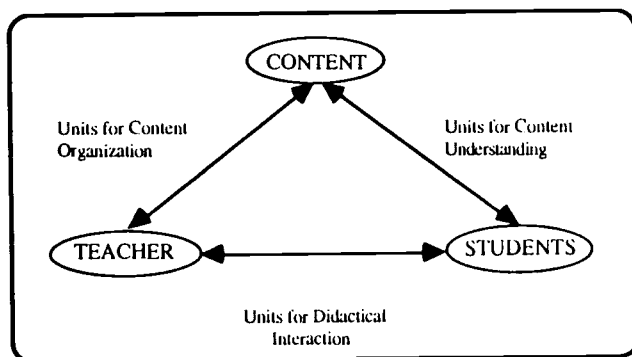 CONTENT
Units for Content
Organization
Units for Content
Understanding
TEACHER
STUDENTS
Units for Didactical
Interaction